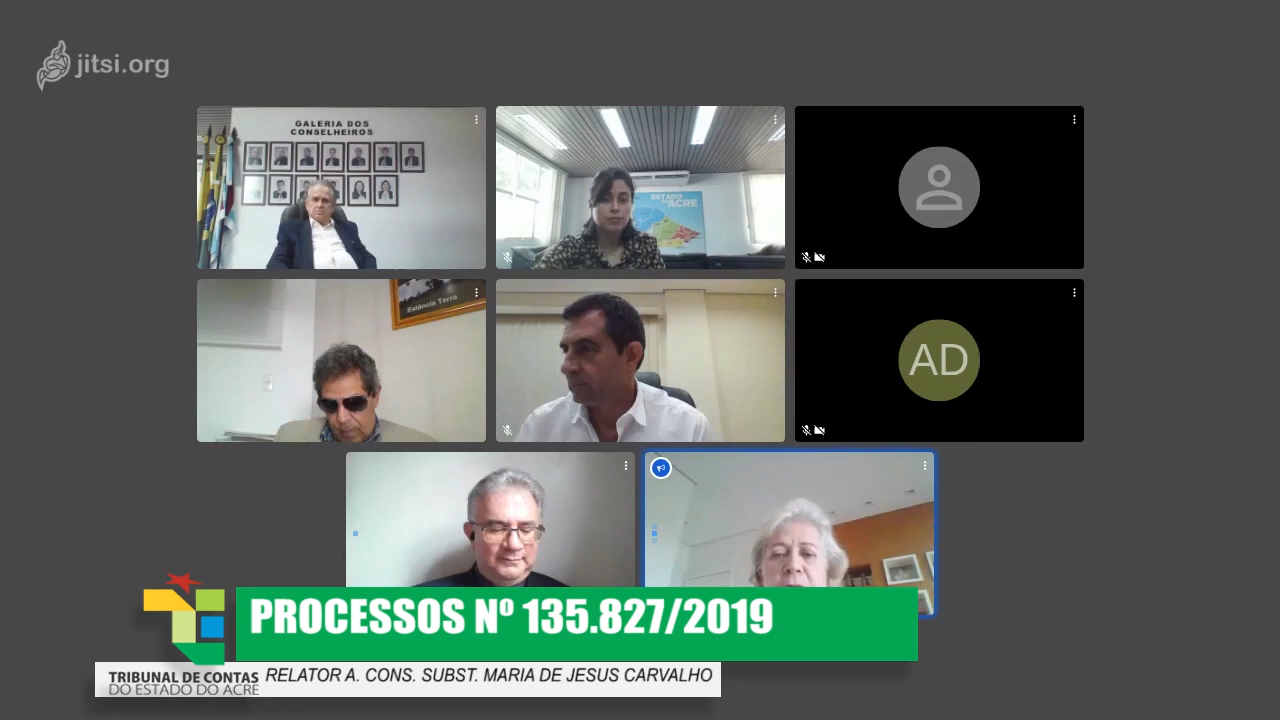 jitsi.org
GALERIA DOS
CONSELHEIROS
ESTADO
DO ACRE
Estância Terra
AD
PROCESSOS Nº 135.827/2019
TRIBUNAL DE CONTAS
DO ESTADO DO ACRE
RELATOR A. CONS. SUBST. MARIA DE JESUS CARVALHO